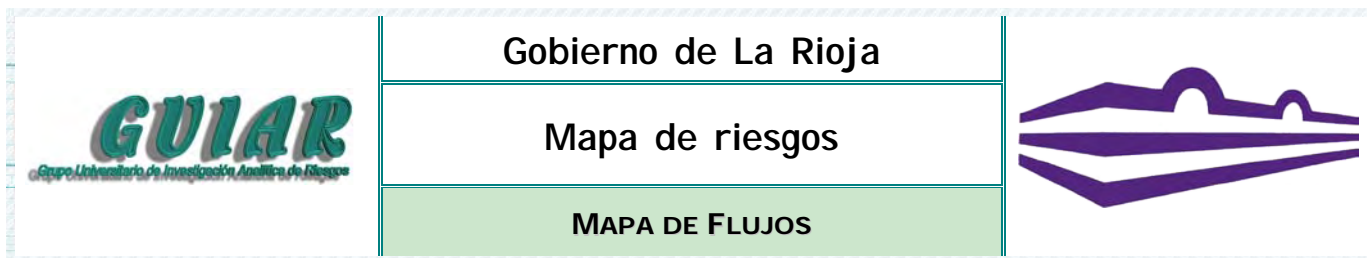 GUIAR
Grupo Universitario de Investigación Analítica de Riesgos
Gobierno de La Rioja
Mapa de riesgos
MAPA DE FLUJOS